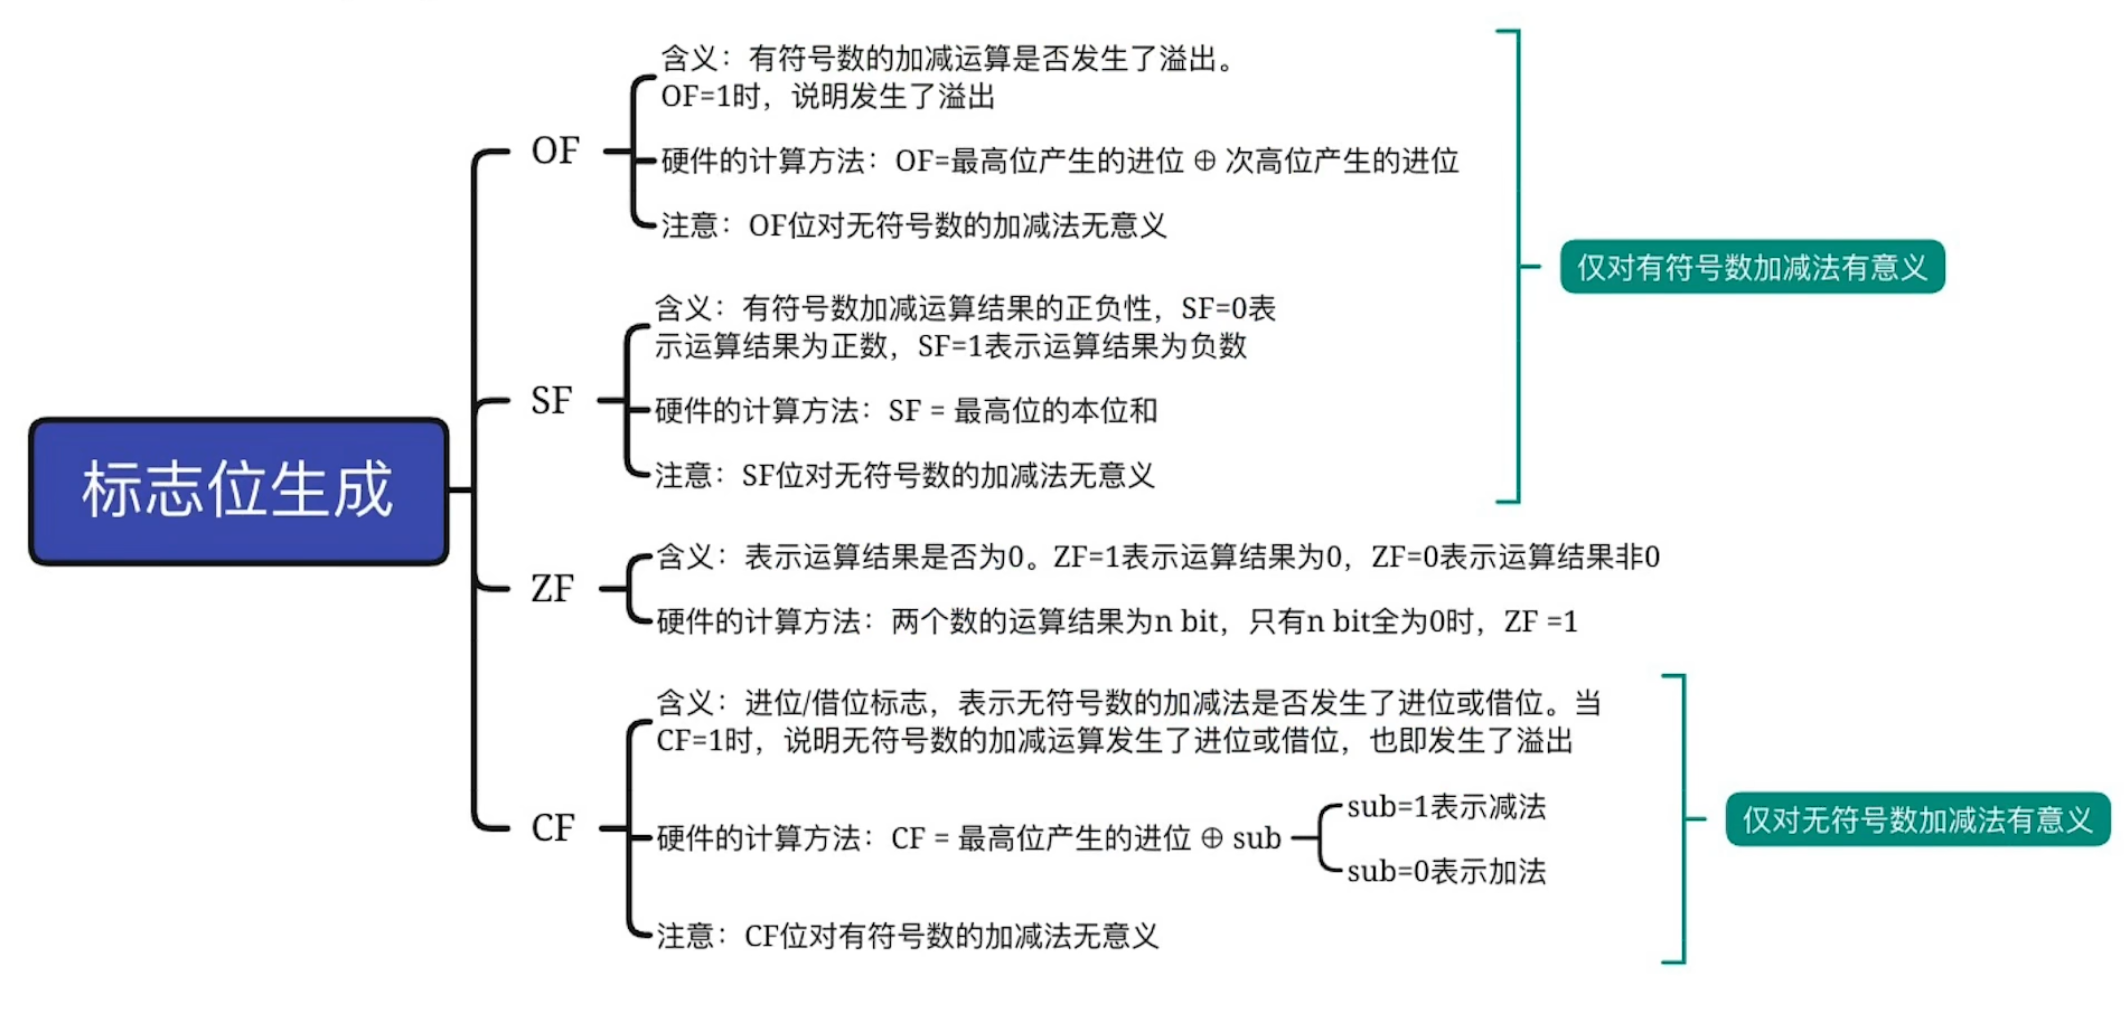 标志位生成
OF
含义：有符号数的加减运算是否发生了溢出。
OF=1时，说明发生了溢出
硬件的计算方法：OF=最高位产生的进位 ⊕ 次高位产生的进位
注意：OF位对无符号数的加减法无意义
SF
含义：有符号数加减运算结果的正负性，SF=0表
示运算结果为正数，SF=1表示运算结果为负数
硬件的计算方法：SF = 最高位的本位和
注意：SF位对无符号数的加减法无意义
仅对有符号数加减法有意义
ZF
含义：表示运算结果是否为0。ZF=1表示运算结果为0，ZF=0表示运算结果非0
硬件的计算方法：两个数的运算结果为n bit，只有n bit全为0时，ZF =1
CF
含义：进位/借位标志，表示无符号数的加减法是否发生了进位或借位。当
CF=1时，说明无符号数的加减运算发生了进位或借位，也即发生了溢出
硬件的计算方法：CF = 最高位产生的进位 ⊕ sub
sub=1表示减法
sub=0表示加法
注意：CF位对有符号数的加减法无意义
仅对无符号数加减法有意义